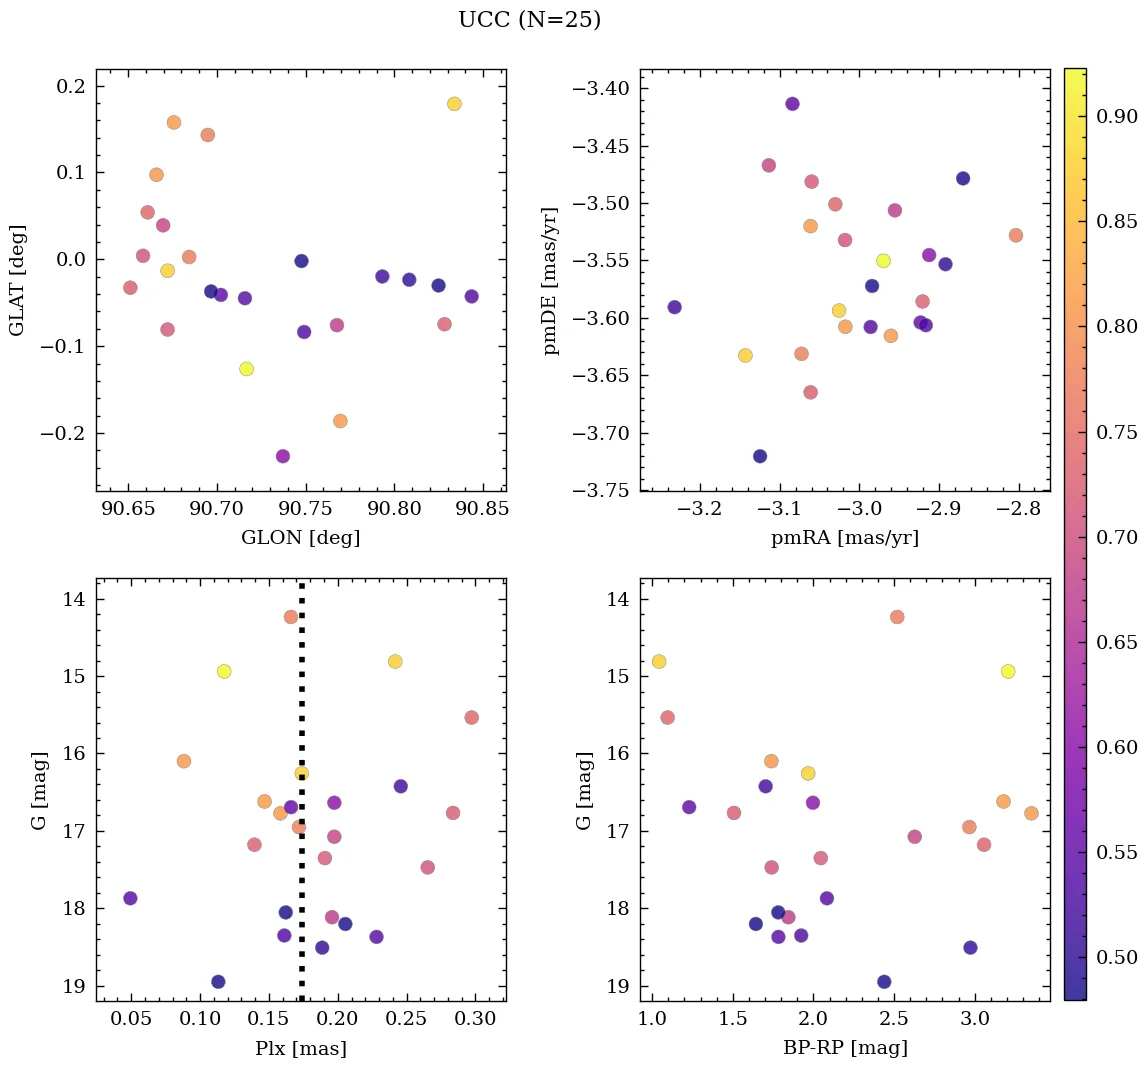 UCC (N=25)
0.2
0.1
0.0
−0.1
−0.2
GLAT [deg]
90.65 90.70 90.75 90.80 90.85
GLON [deg]
−3.40
−3.45
−3.50
−3.55
−3.60
−3.65
−3.70
−3.75
pmDE [mas/yr]
−3.2 −3.1 −3.0 −2.9 −2.8
pmRA [mas/yr]
14
15
16
17
18
19
G [mag]
0.05 0.10 0.15 0.20 0.25 0.30
Plx [mas]
14
15
16
17
18
19
G [mag]
1.0 1.5 2.0 2.5 3.0
BP-RP [mag]
0.90
0.85
0.80
0.75
0.70
0.65
0.60
0.55
0.50